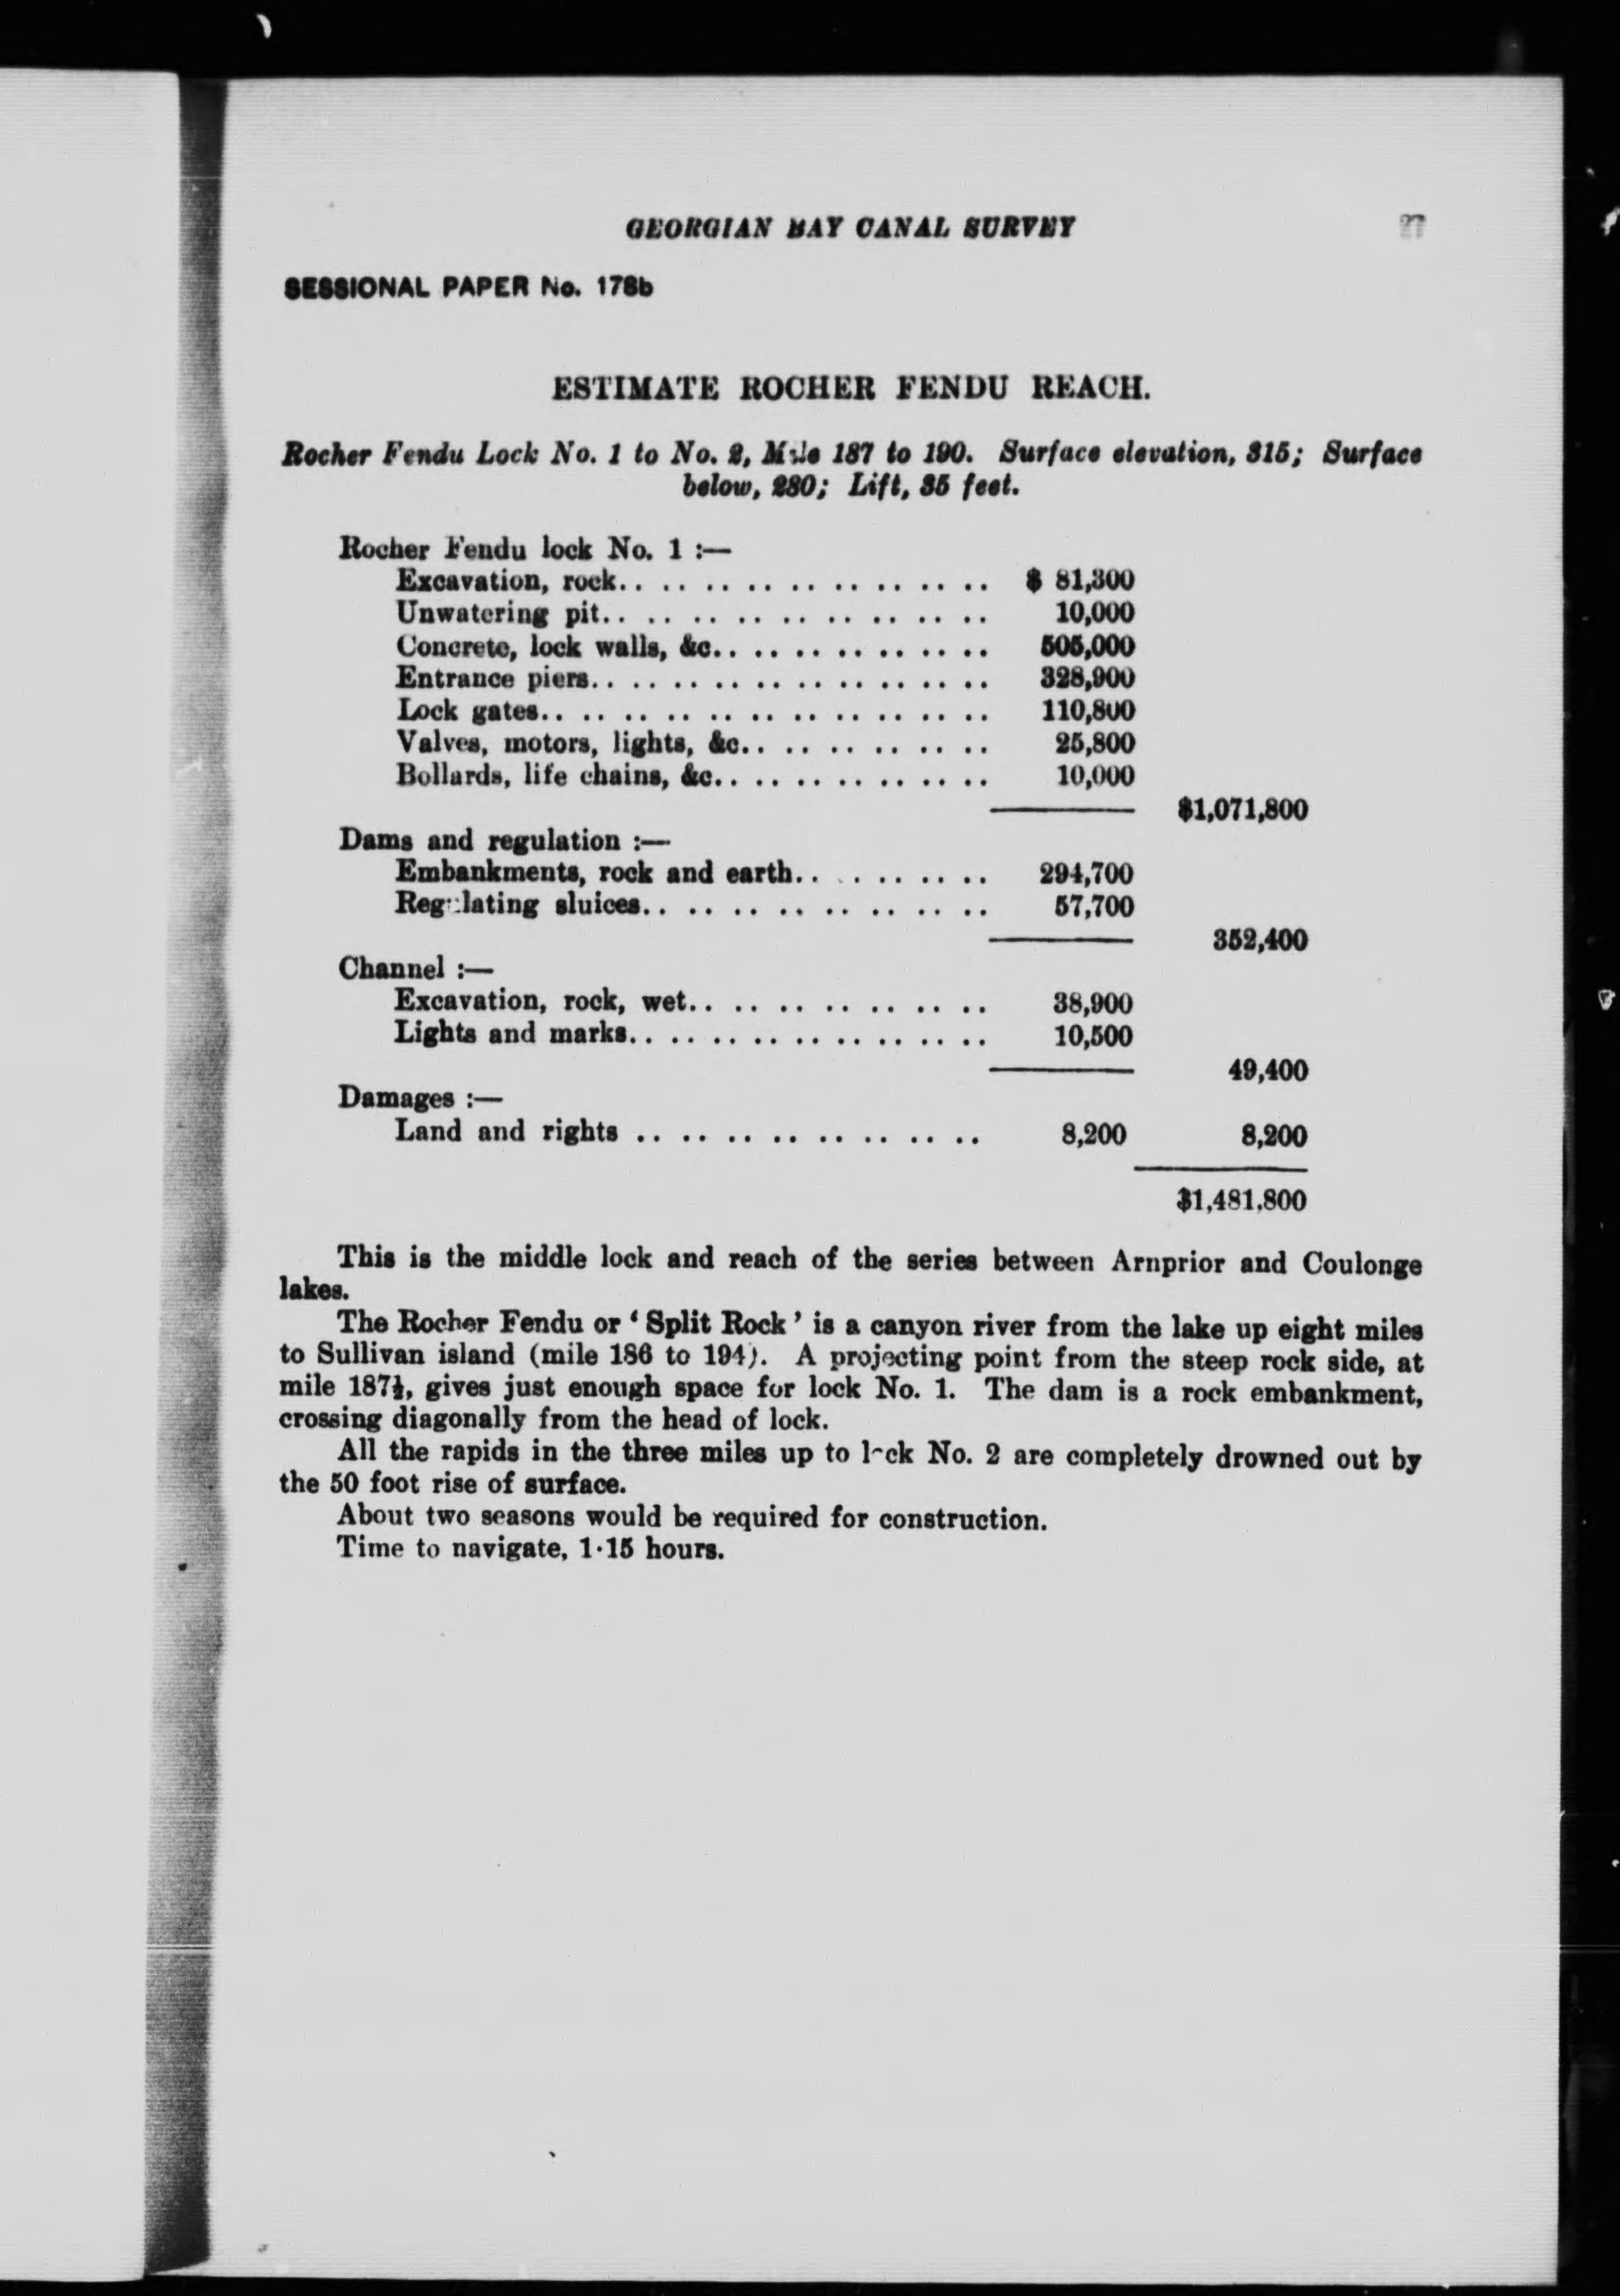 GEORGIAN BAY CANAL SURVEY 27
SESSIONAL PAPER No. 178b
ESTIMATE ROCHER FENDU REACH.
Rocher Fendu Lock No. 1 to No. 2, Mile 187 to 190. Surface elevation, 315; Surface
below, 280; Lift, 35 feet.
Rocher Fendu lock No. 1 :—
Excavation, rock.. .. .. .. .. .. .. .. .. $ 81,300
Unwatering pit.. .. .. .. .. .. .. .. .. 10,000
Concrete, lock walls, &c.. .. .. .. .. .. .. 505,000
Entrance piers.. .. .. .. .. .. .. .. .. .. 328,900
Lock gates.. .. .. .. .. .. .. .. .. .. .. 110,800
Valves, motors, lights, &c.. .. .. .. .. .. 25,800
Bollards, life chains, &c.. .. .. .. .. .. .. 10,000
$1,071,800
Dams and regulation :—
Embankments, rock and earth.. .. .. .. .. 294,700
Regulating sluices.. .. .. .. .. .. .. .. 57,700
352,400
Channel :—
Excavation, rock, wet.. .. .. .. .. .. .. 38,900
Lights and marks.. .. .. .. .. .. .. .. .. 10,500
49,400
Damages :—
Land and rights .. .. .. .. .. .. .. .. 8,200 8,200
$1,481,800
This is the middle lock and reach of the series between Arnprior and Coulonge
lakes.
The Rocher Fendu or ‘ Split Rock ’ is a canyon river from the lake up eight miles
to Sullivan island (mile 186 to 194). A projecting point from the steep rock side, at
mile 187½, gives just enough space for lock No. 1. The dam is a rock embankment,
crossing diagonally from the head of lock.
All the rapids in the three miles up to lock No. 2 are completely drowned out by
the 50 foot rise of surface.
About two seasons would be required for construction.
Time to navigate, 1·15 hours.